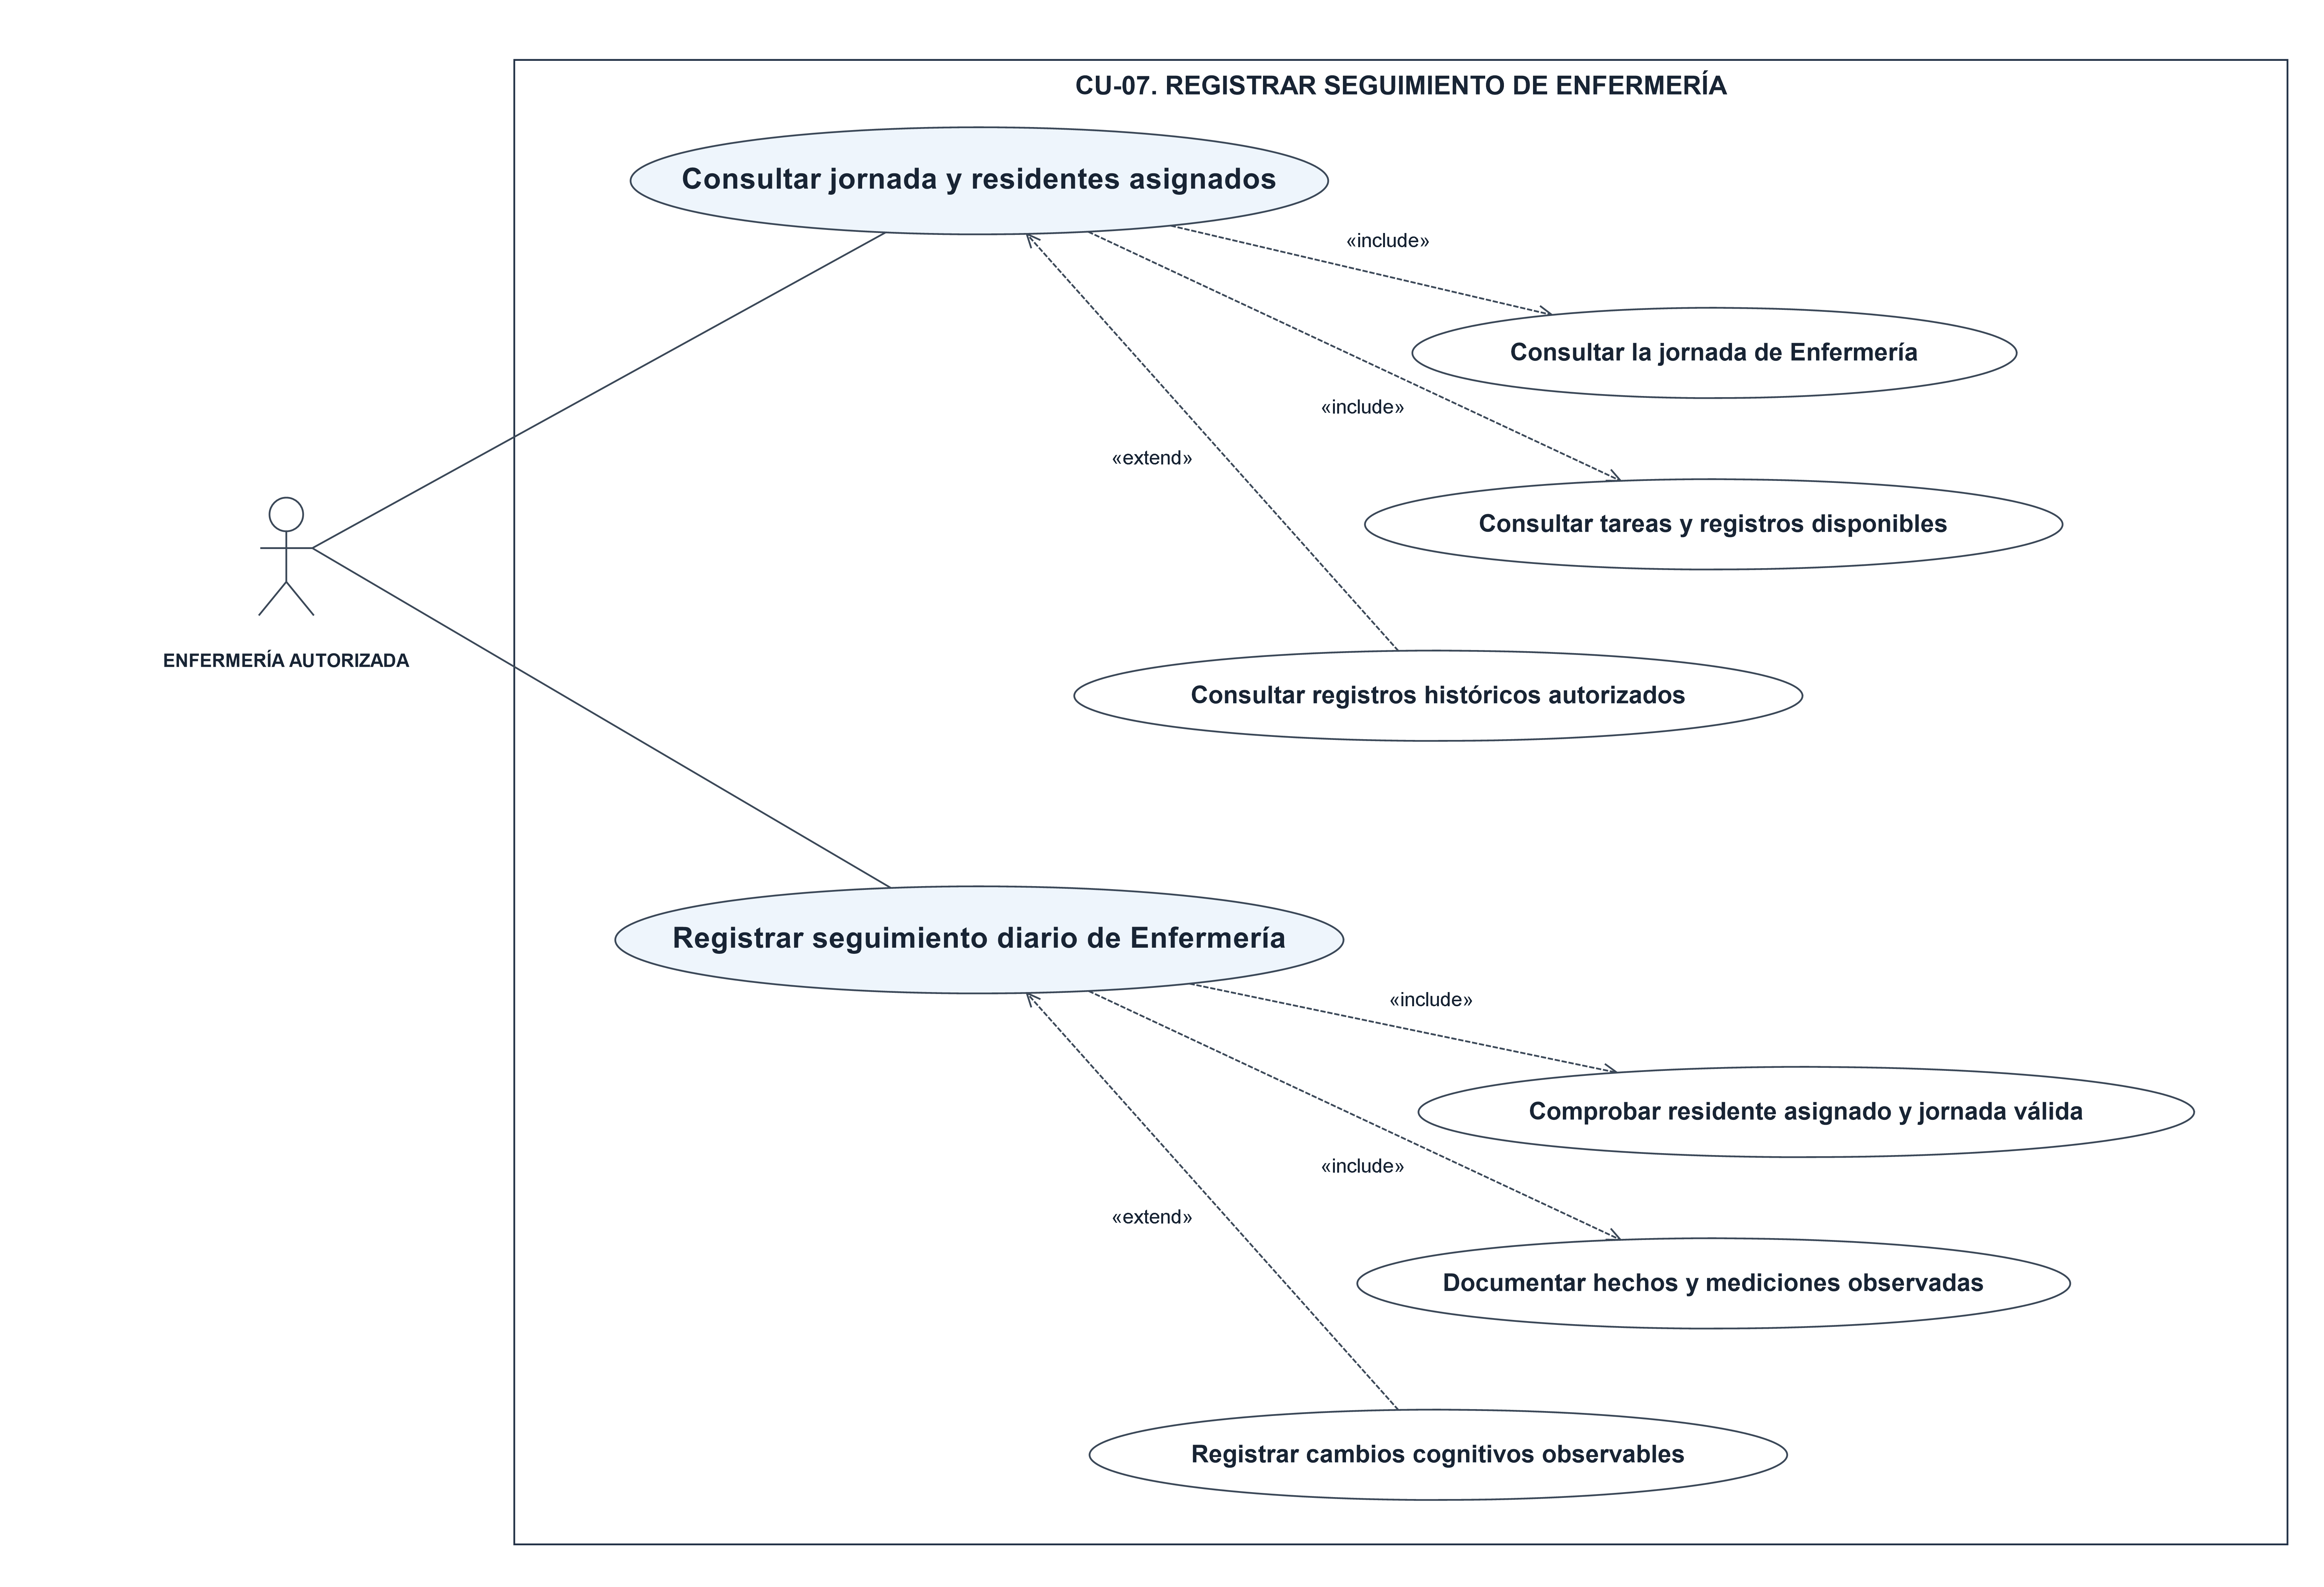 CU-07. REGISTRAR SEGUIMIENTO DE ENFERMERÍA
Consultar jornada y residentes asignados
«include»
Consultar la jornada de Enfermería
«include»
«extend»
Consultar tareas y registros disponibles
ENFERMERÍA AUTORIZADA
Consultar registros históricos autorizados
Registrar seguimiento diario de Enfermería
«include»
Comprobar residente asignado y jornada válida
«include»
«extend»
Documentar hechos y mediciones observadas
Registrar cambios cognitivos observables